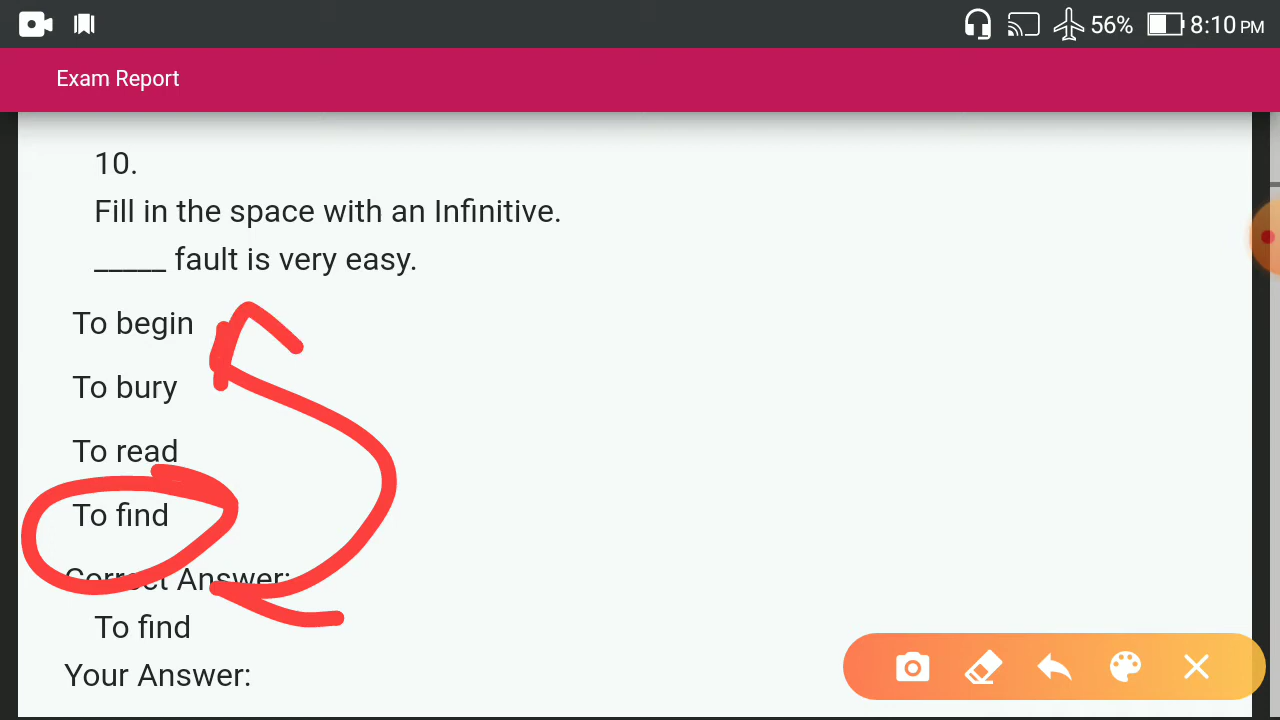 56% 8:10 PM
Exam Report
10.
Fill in the space with an Infinitive.
_____ fault is very easy.
To begin
To bury
To read
To find
Correct Answer:
To find
Your Answer: